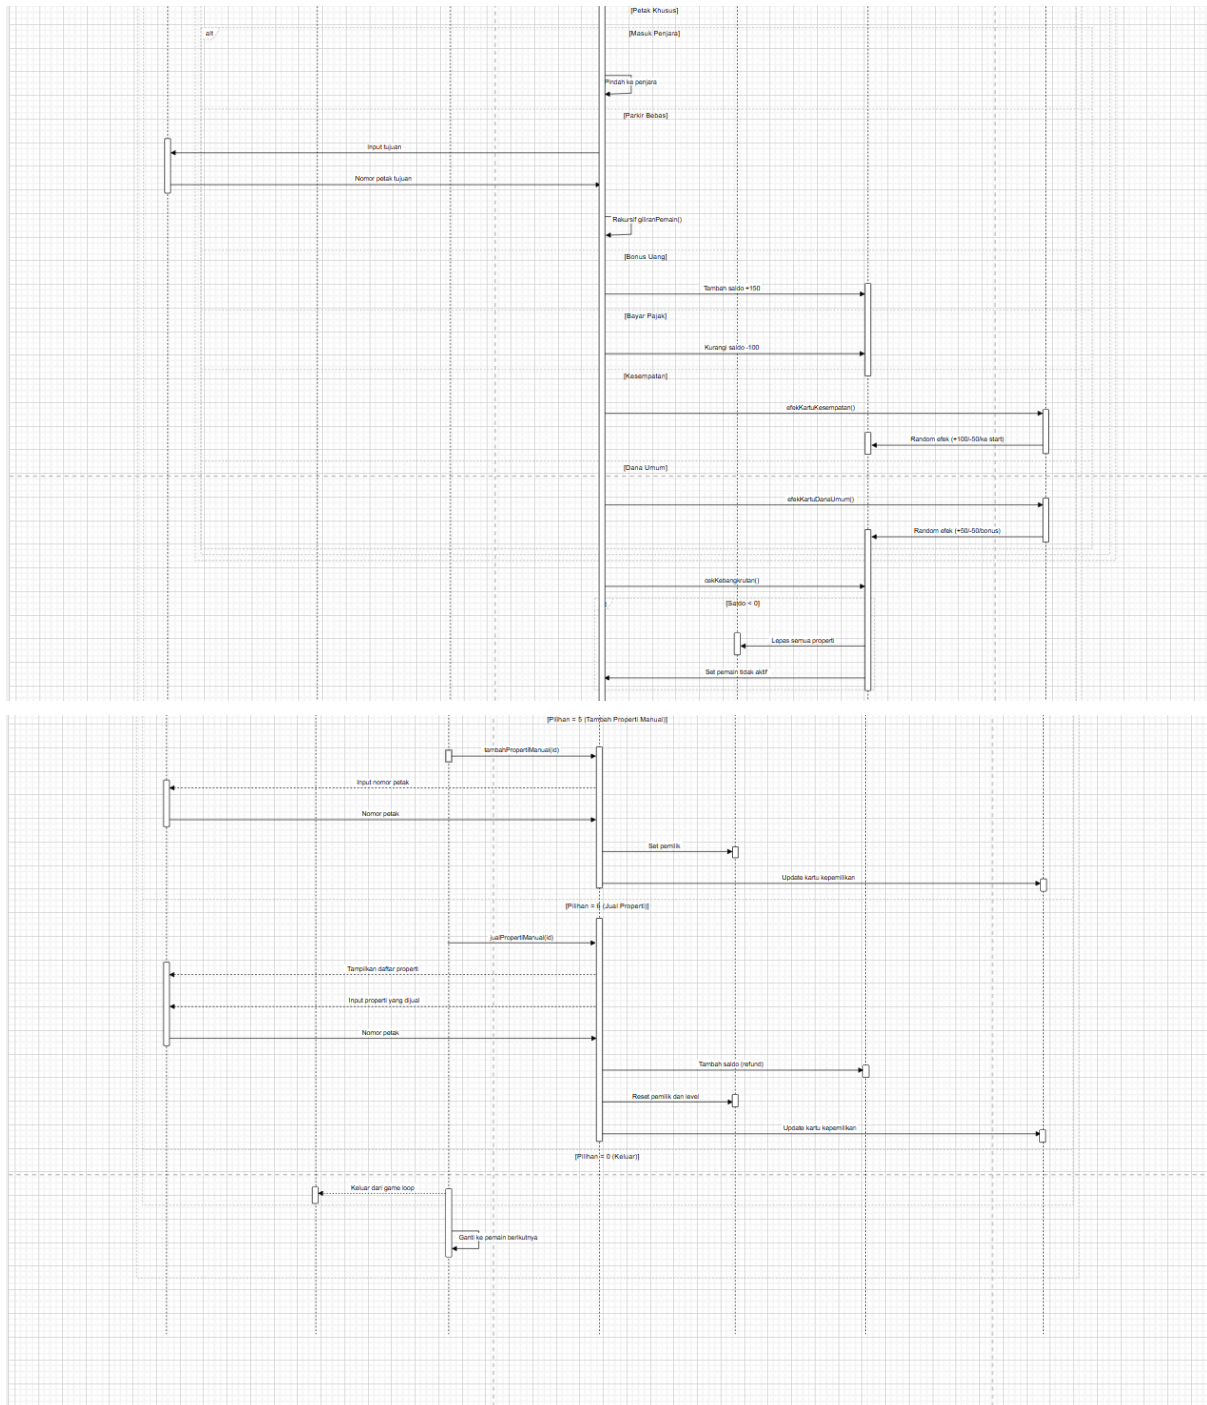 [Petak Khusus]
alt
[Masuk Penjara]
Pindah ke penjara
[Parkir Bebas]
Input tujuan
Nomor petak tujuan
Rekursif giliranPemain()
[Bonus Uang]
Tambah saldo +150
[Bayar Pajak]
Kurangi saldo -100
[Kesempatan]
efekKartuKesempatan()
Random efek (+100/-50/ke start)
[Dana Umum]
efekKartuDanaUmum()
Random efek (+50/-50/bonus)
cekKebangkrutan()
[Saldo < 0]
Lepas semua properti
Set pemain tidak aktif
[Pilihan = 5 (Tambah Properti Manual)]
tambahPropertiManual(id)
Input nomor petak
Nomor petak
Set pemilik
Update kartu kepemilikan
[Pilihan = 6 (Jual Properti)]
jualPropertiManual(id)
Tampilkan daftar properti
Input properti yang dijual
Nomor petak
Tambah saldo (refund)
Reset pemilik dan level
Update kartu kepemilikan
[Pilihan = 0 (Keluar)]
Keluar dari game loop
Ganti ke pemain berikutnya